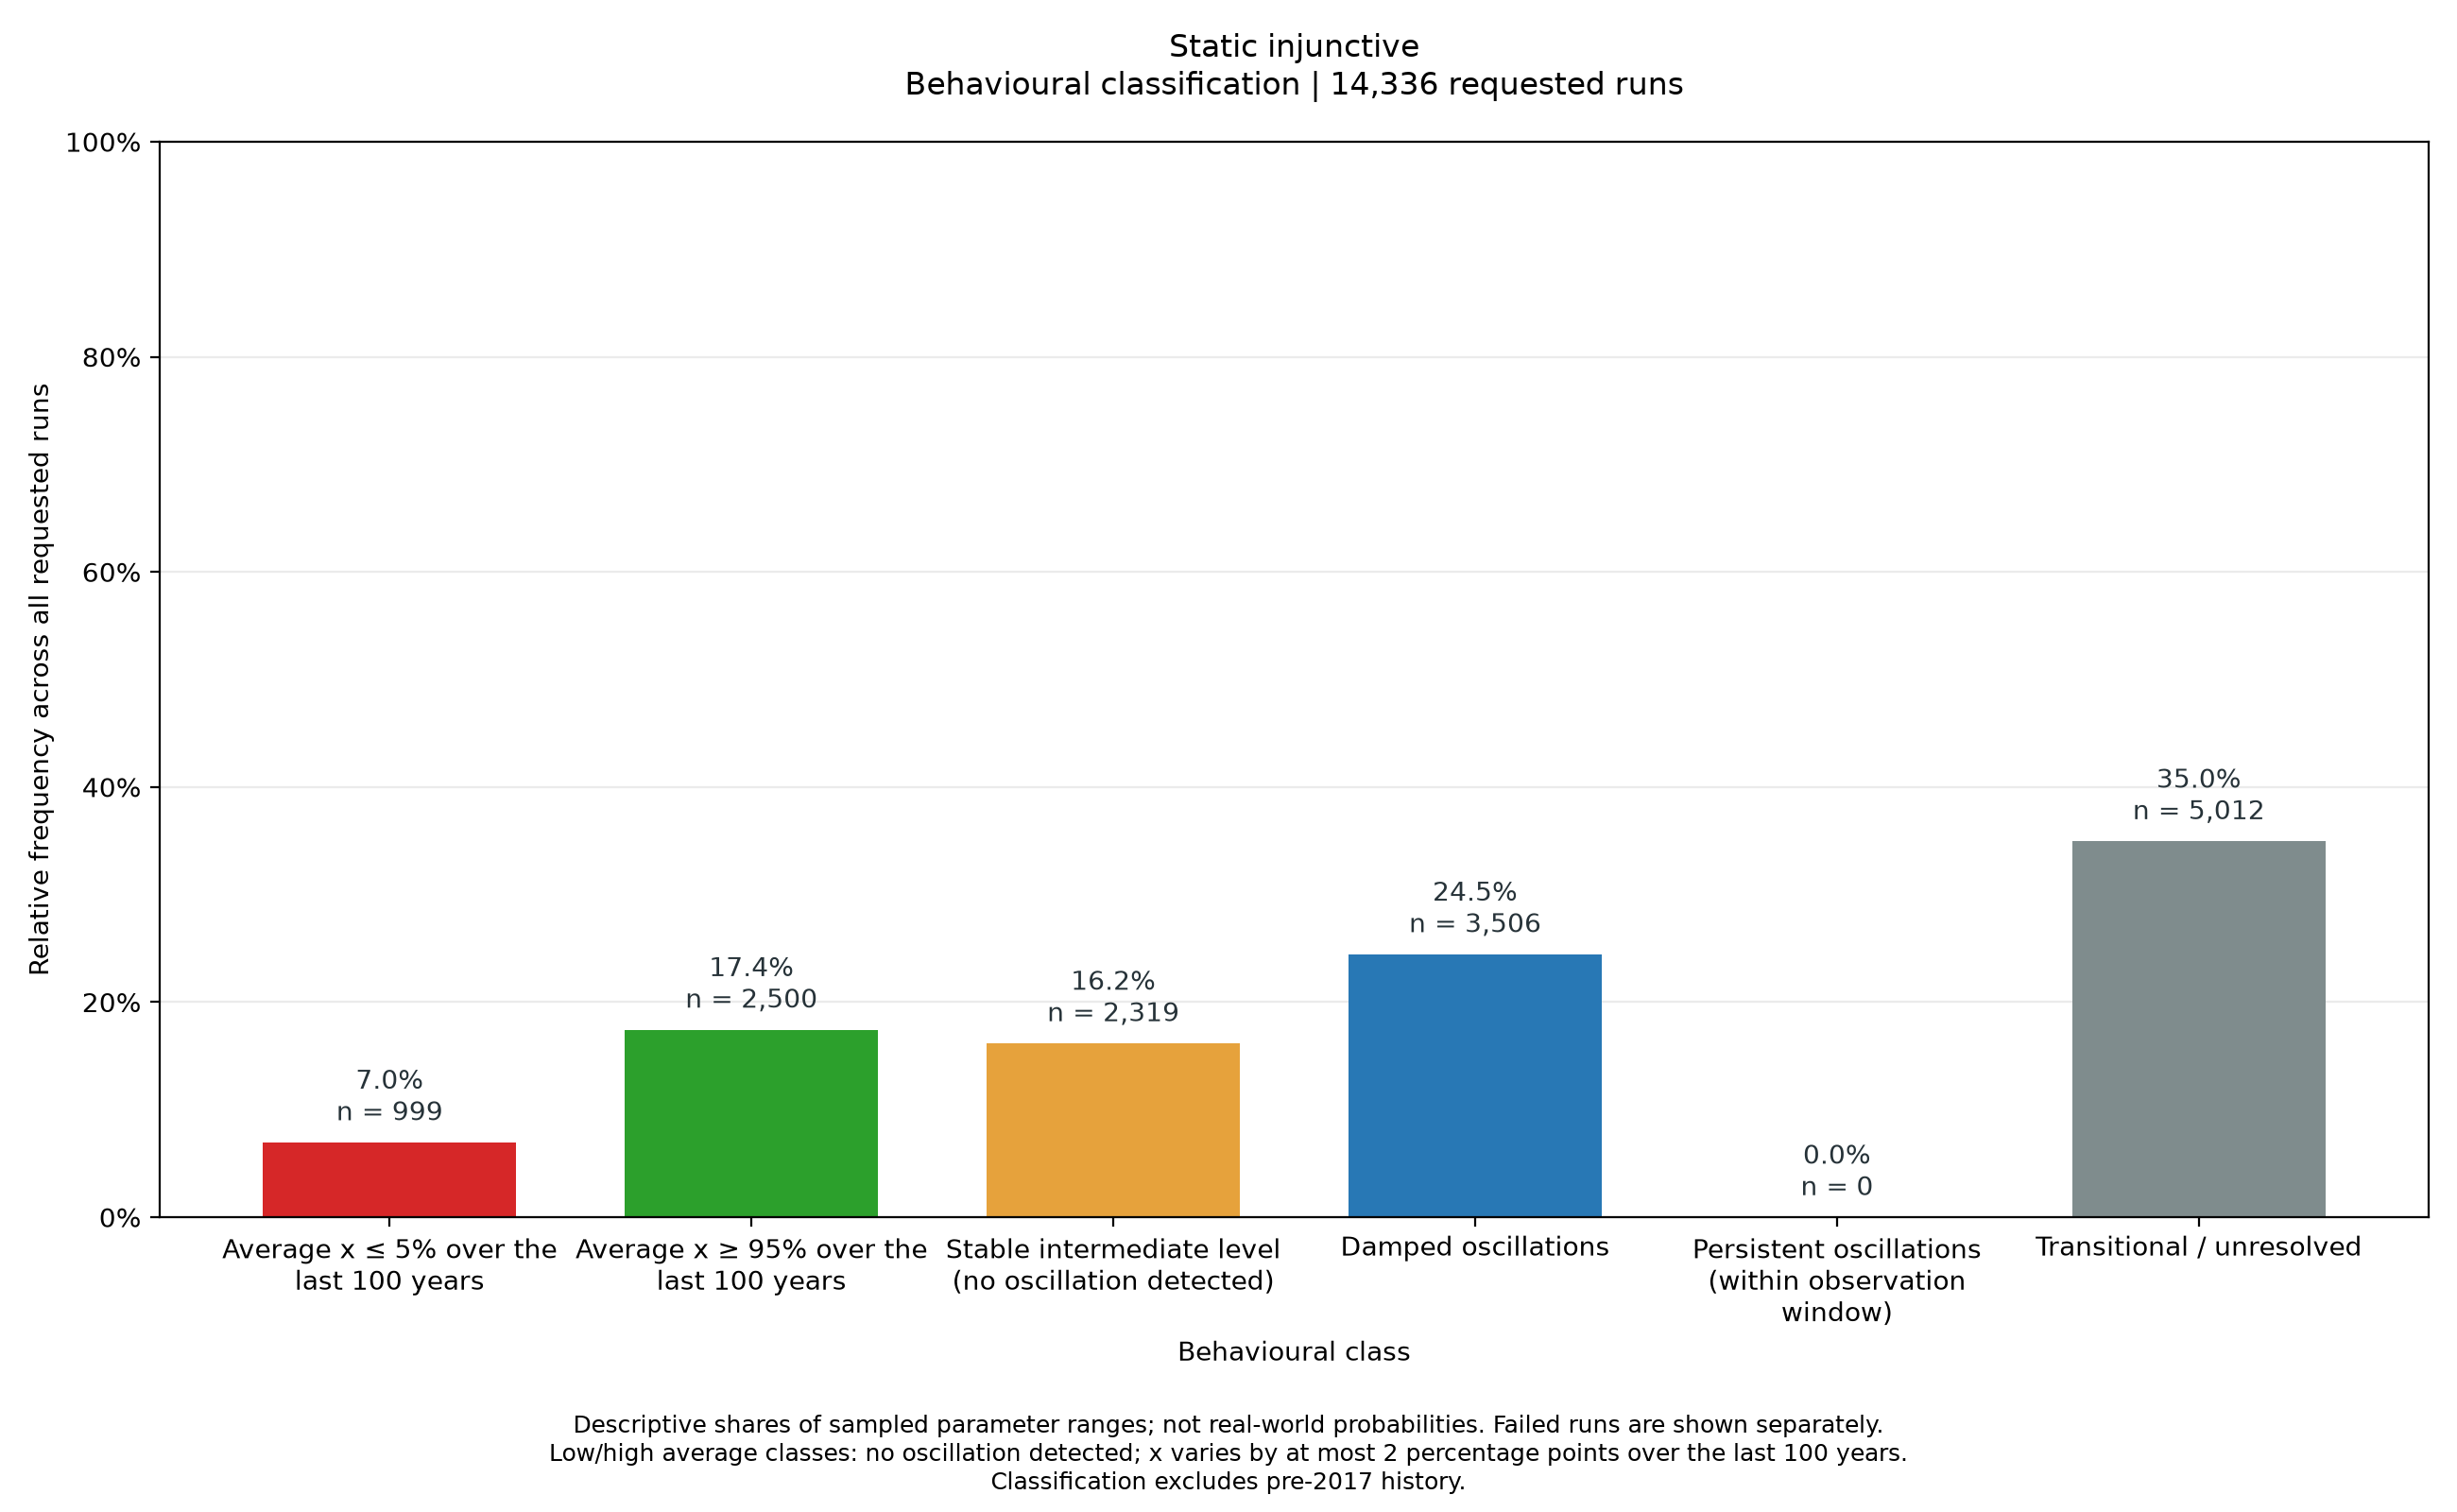 Static injunctive
Behavioural classification | 14,336 requested runs
100%
80%
60%
40%
20%
0%
Relative frequency across all requested runs
7.0%
n = 999
17.4%
n = 2,500
16.2%
n = 2,319
24.5%
n = 3,506
0.0%
n = 0
35.0%
n = 5,012
Average x ≤ 5% over the
last 100 years
Average x ≥ 95% over the
last 100 years
Stable intermediate level
(no oscillation detected)
Damped oscillations
Persistent oscillations
(within observation
window)
Transitional / unresolved
Behavioural class
Descriptive shares of sampled parameter ranges; not real-world probabilities. Failed runs are shown separately.
Low/high average classes: no oscillation detected; x varies by at most 2 percentage points over the last 100 years.
Classification excludes pre-2017 history.